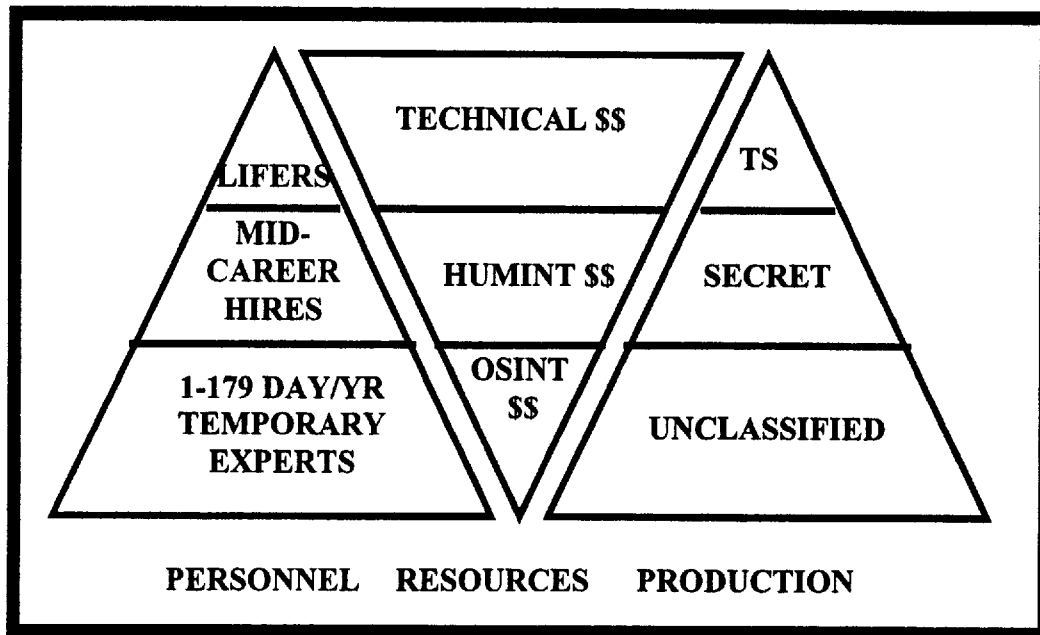 LIFERS
MID-
CAREER
HIRES
1-179 DAY/YR
TEMPORARY
EXPERTS
TECHNICAL $$
HUMINT $$
OSINT
$$
TS
SECRET
UNCLASSIFIED
PERSONNEL RESOURCES PRODUCTION